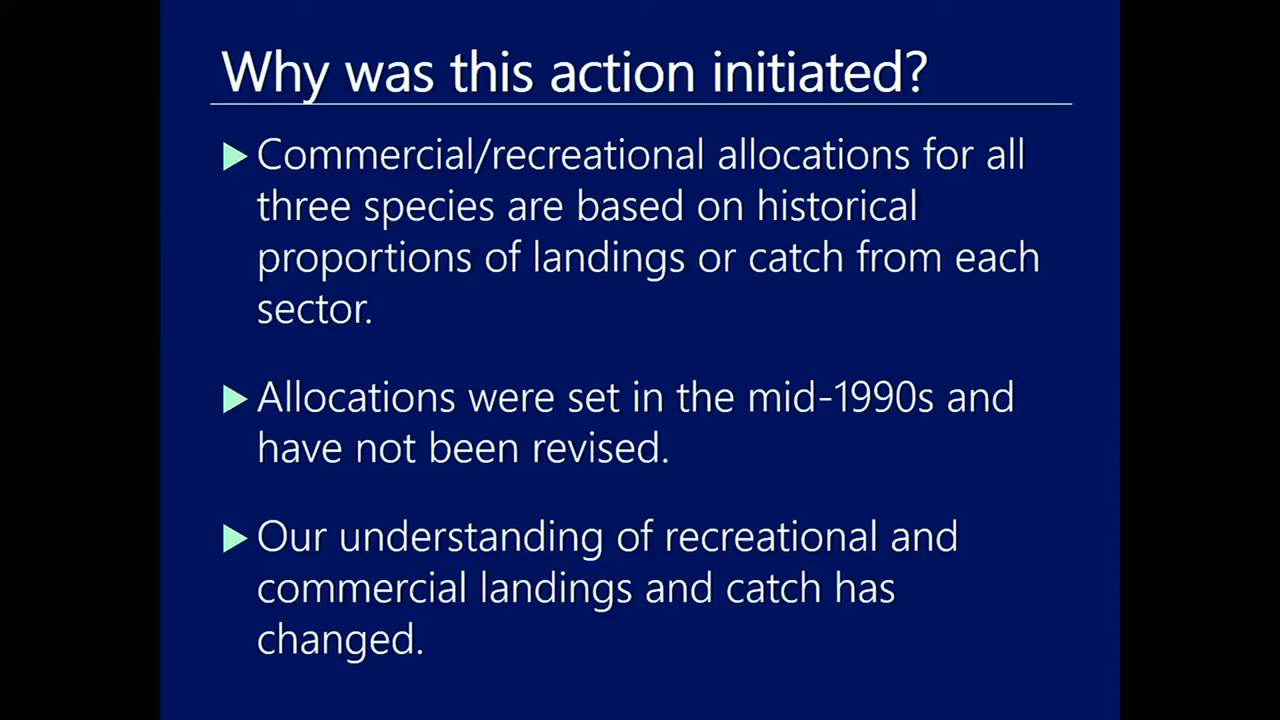 Why was this action initiated?
Commercial/recreational allocations for all
three species are based on historical
proportions of landings or catch from each
sector.
Allocations were set in the mid-1990s and
have not been revised.
Our understanding of recreational and
commercial landings and catch has
changed.